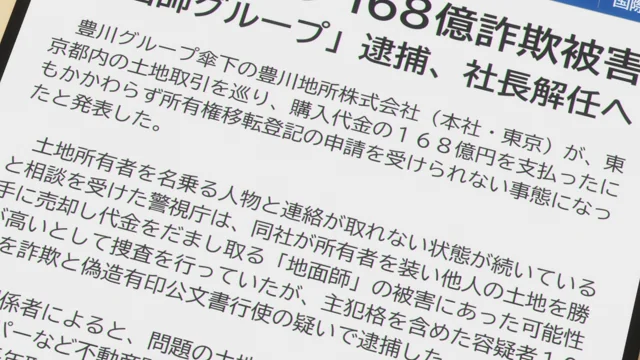 国際
168億詐欺被害
面師グループ」逮捕、社長解任へ
豊川グループ傘下の豊川地所株式会社（本社・東京）が、東
京都内の土地取引を巡り、購入代金の１６８億円を支払ったに
もかかわらず所有権移転登記の申請を受けられない事態になっ
たと発表した。
土地所有者を名乗る人物と連絡が取れない状態が続いている
と相談を受けた警視庁は、同社が所有者を装い他人の土地を勝
手に売却し代金をだまし取る「地面師」の被害にあった可能性
が高いとして捜査を行っていたが、主犯格を含めた容疑者
を詐欺と偽造有印公文書行使の疑いで逮捕した
係者によると、問題の土地
パーなど不動産